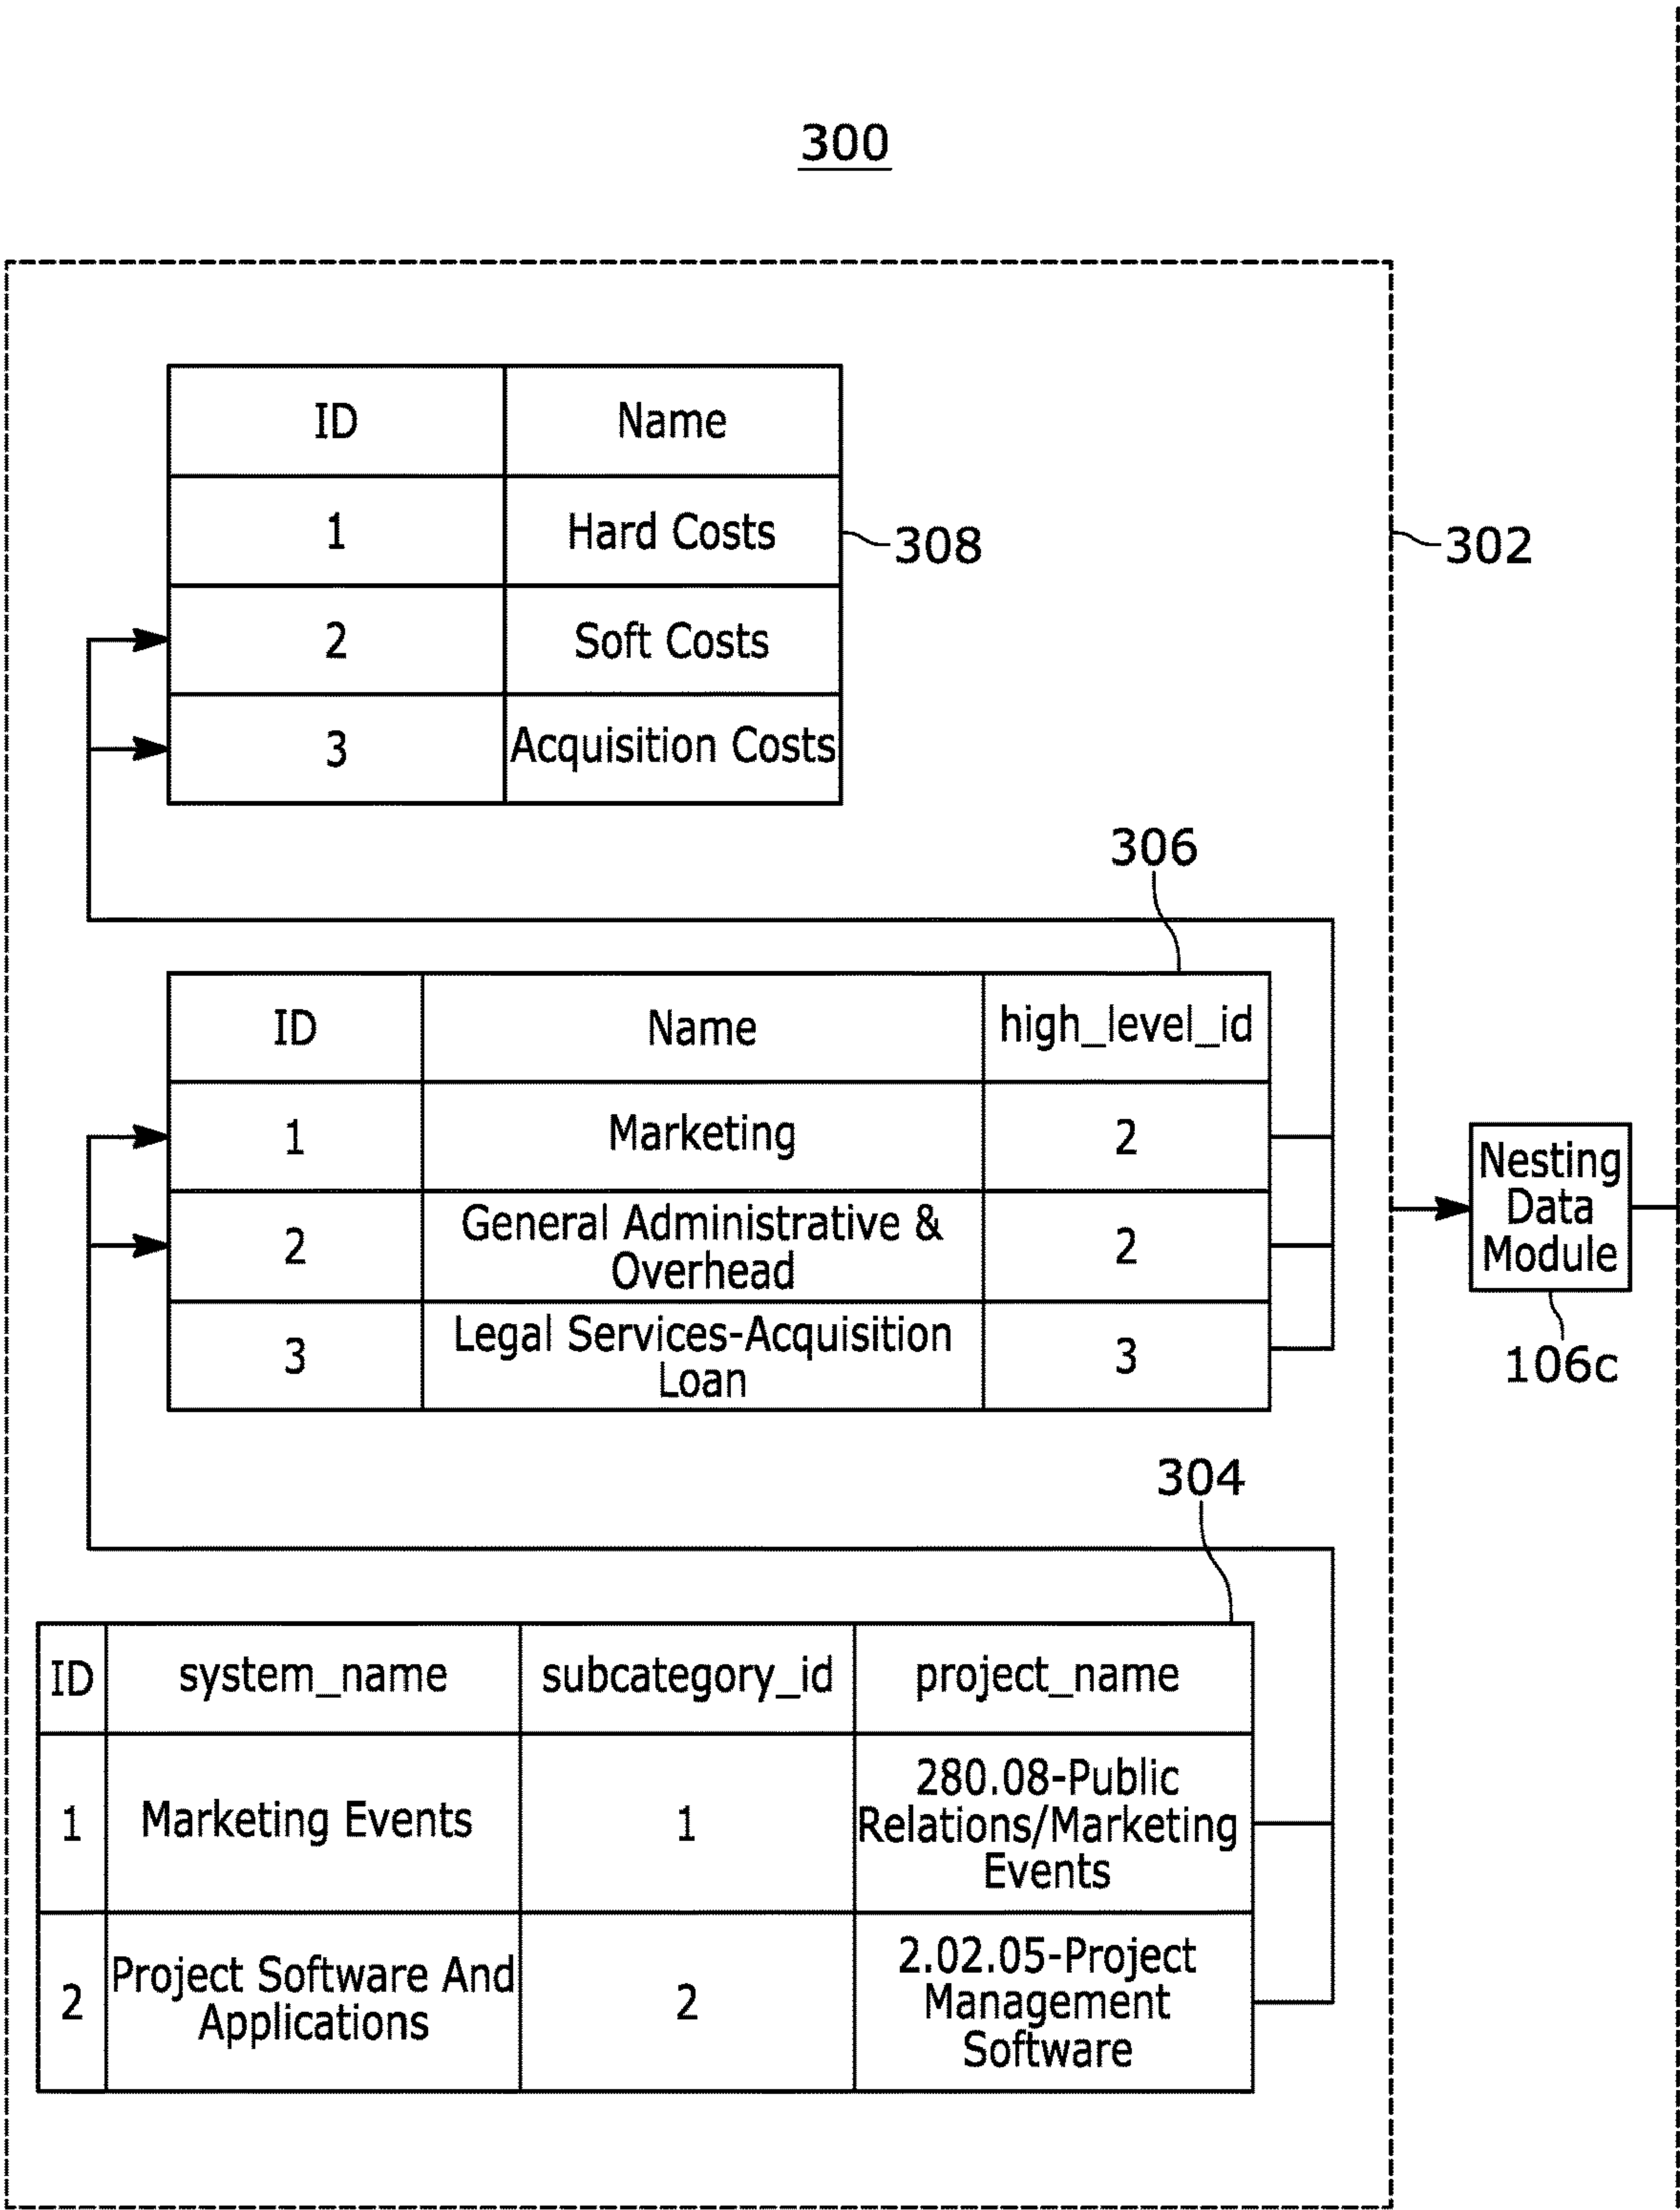 300
ID Name
1 Hard Costs
308
302
2 Soft Costs
3 Acquisition Costs
306
ID Name high_level_id
1 Marketing 2
2 General Administrative &
Overhead 2
3 Legal Services-Acquisition
Loan 3
Nesting
Data
Module
106c
304
ID system_name subcategory_id project_name
1 Marketing Events 1 280.08-Public
Relations/Marketing
Events
2 Project Software And
Applications 2 2.02.05-Project
Management
Software